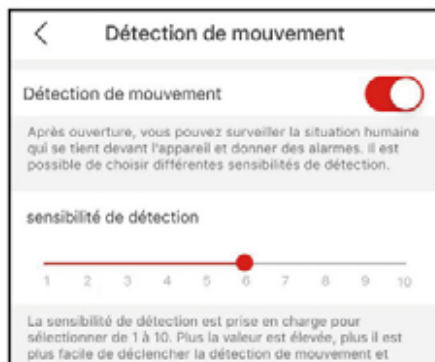 Détection de mouvement
Détection de mouvement
Après ouverture, vous pouvez surveiller la situation humaine
qui se tient devant l'appareil et donner des alarmes. Il est
possible de choisir différentes sensibilités de détection.
sensibilité de détection
1 2 3 4 5 6 7 8 9 10
La sensibilité de détection est prise en charge pour
sélectionner de 1 à 10. Plus la valeur est élevée, plus il est
plus facile de déclencher la détection de mouvement et